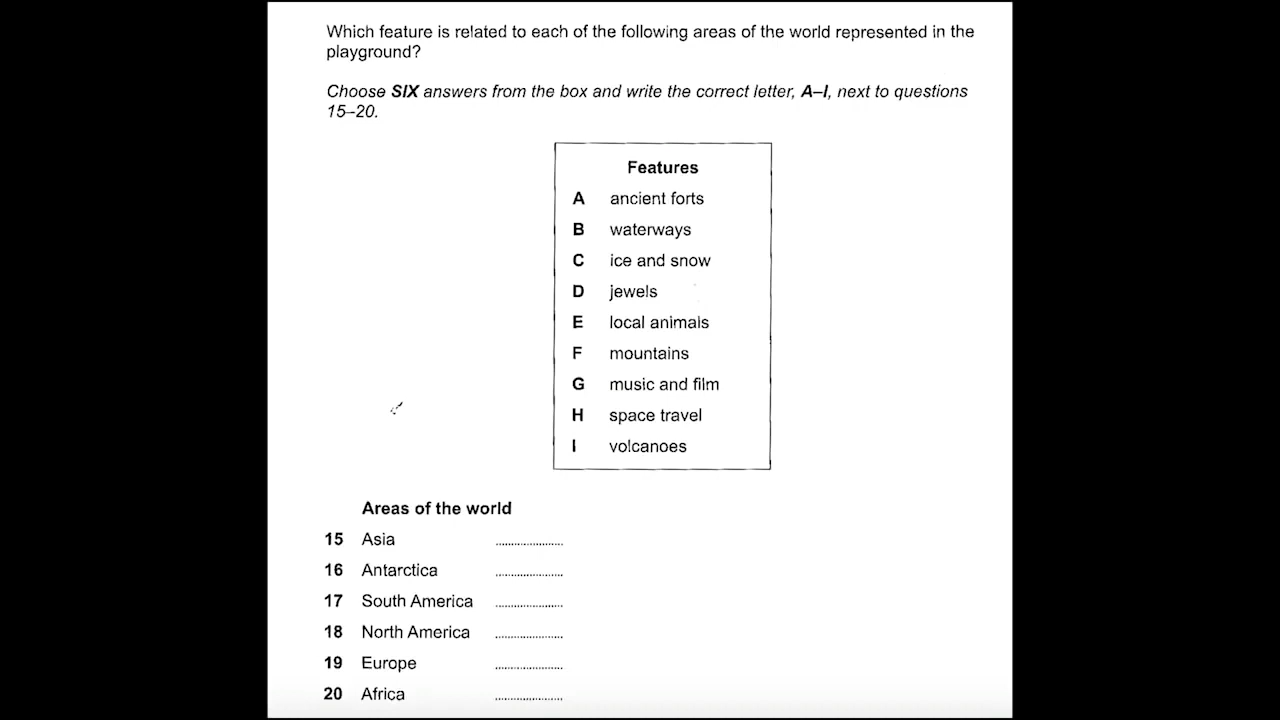 Which feature is related to each of the following areas of the world represented in the
playground?
Choose SIX answers from the box and write the correct letter, A–I, next to questions
15–20.
Features
A ancient forts
B waterways
C ice and snow
D jewels
E local animals
F mountains
G music and film
H space travel
I volcanoes
Areas of the world
15 Asia ......................
16 Antarctica ......................
17 South America ......................
18 North America ......................
19 Europe ......................
20 Africa ......................